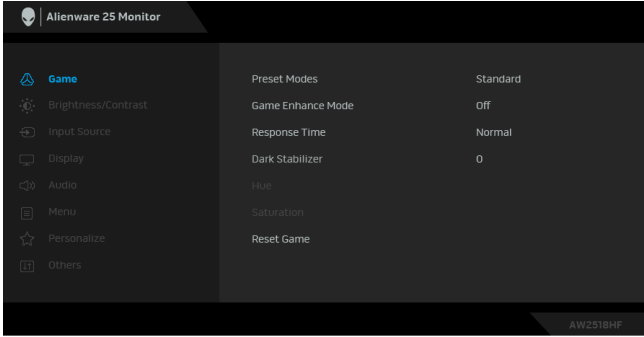 Alienware 25 Monitor
Game
Preset Modes Standard
Brightness/Contrast
Game Enhance Mode Off
Input Source
Response Time Normal
Display
Dark Stabilizer 0
Audio
Hue
Menu
Saturation
Personalize
Reset Game
Others
AW2518HF